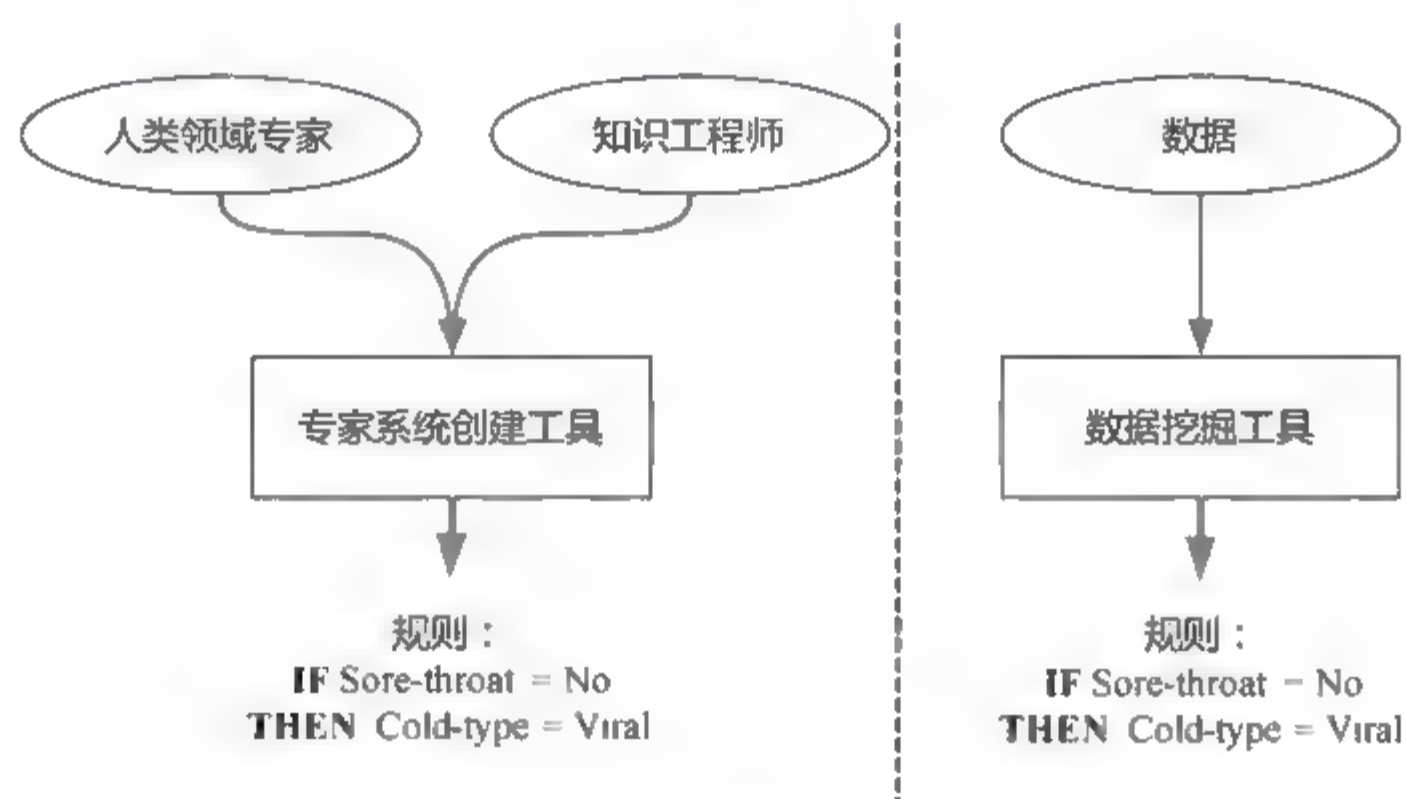 人类领域专家
知识工程师
专家系统创建工具
规则：
IF Sore-throat = No
THEN Cold-type = Viral
数据
数据挖掘工具
规则：
IF Sore-throat = No
THEN Cold-type = Viral